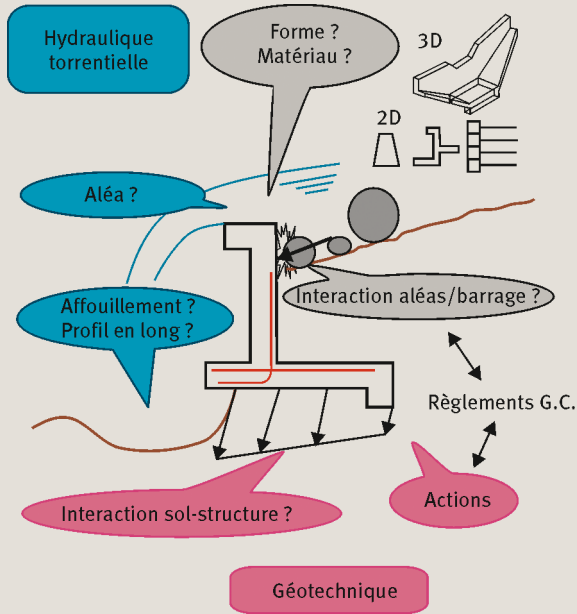 Hydraulique
torrentielle
Forme ?
Matériau ?
3D
2D
Aléa ?
Affouillement ?
Profil en long ?
Interaction aléas/barrage ?
Règlements G.C.
Interaction sol-structure ?
Actions
Géotechnique